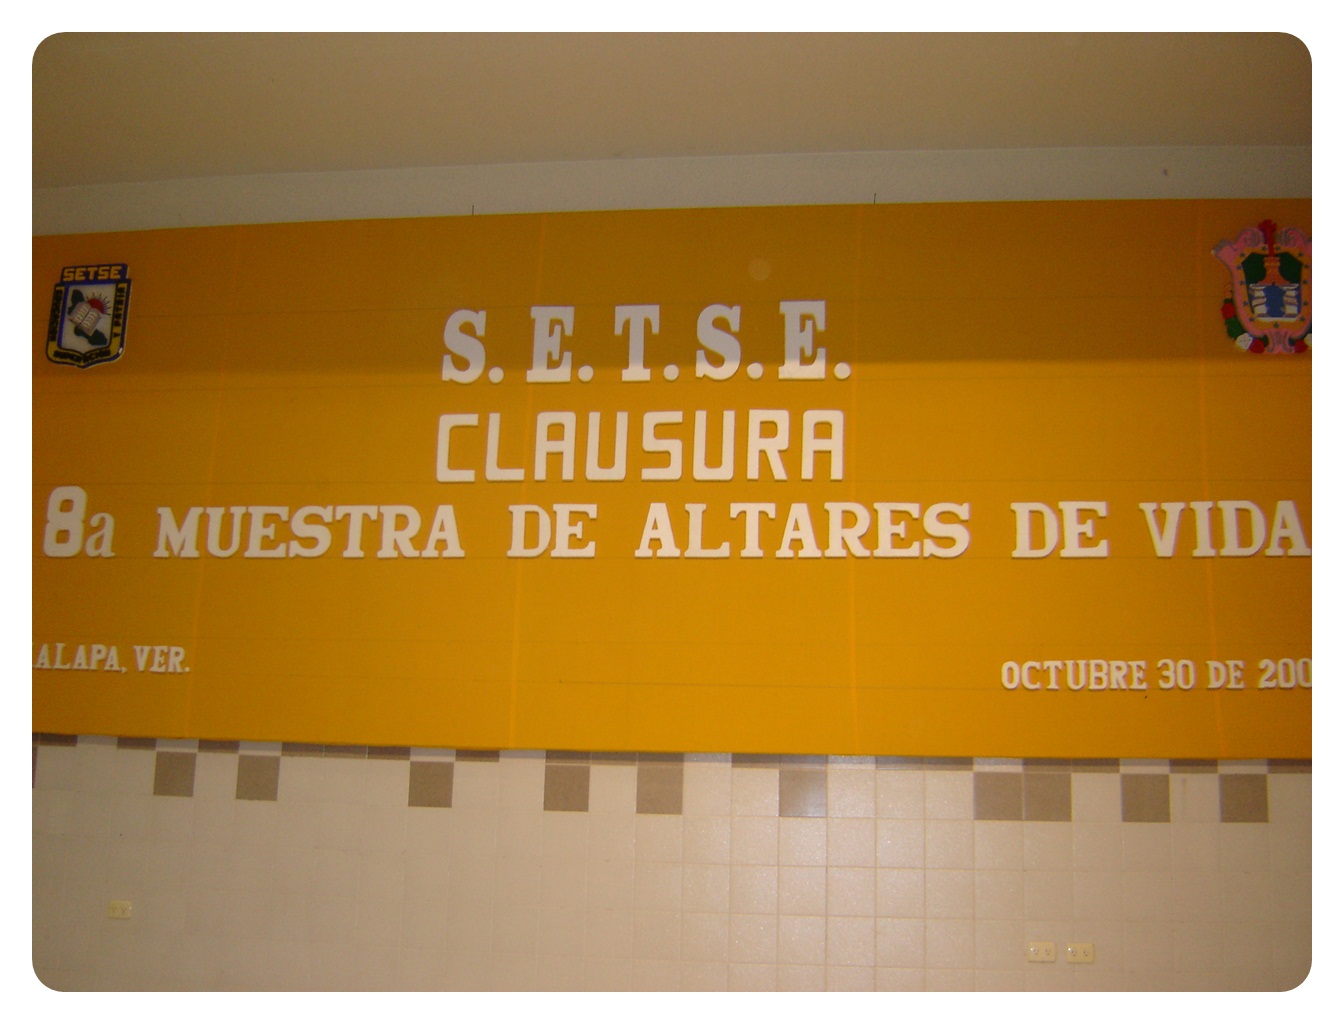 SETSE
S.E.T.S.E.
CLAUSURA
8a MUESTRA DE ALTARES DE VIDA
ALAPA, VER.
OCTUBRE 30 DE 200